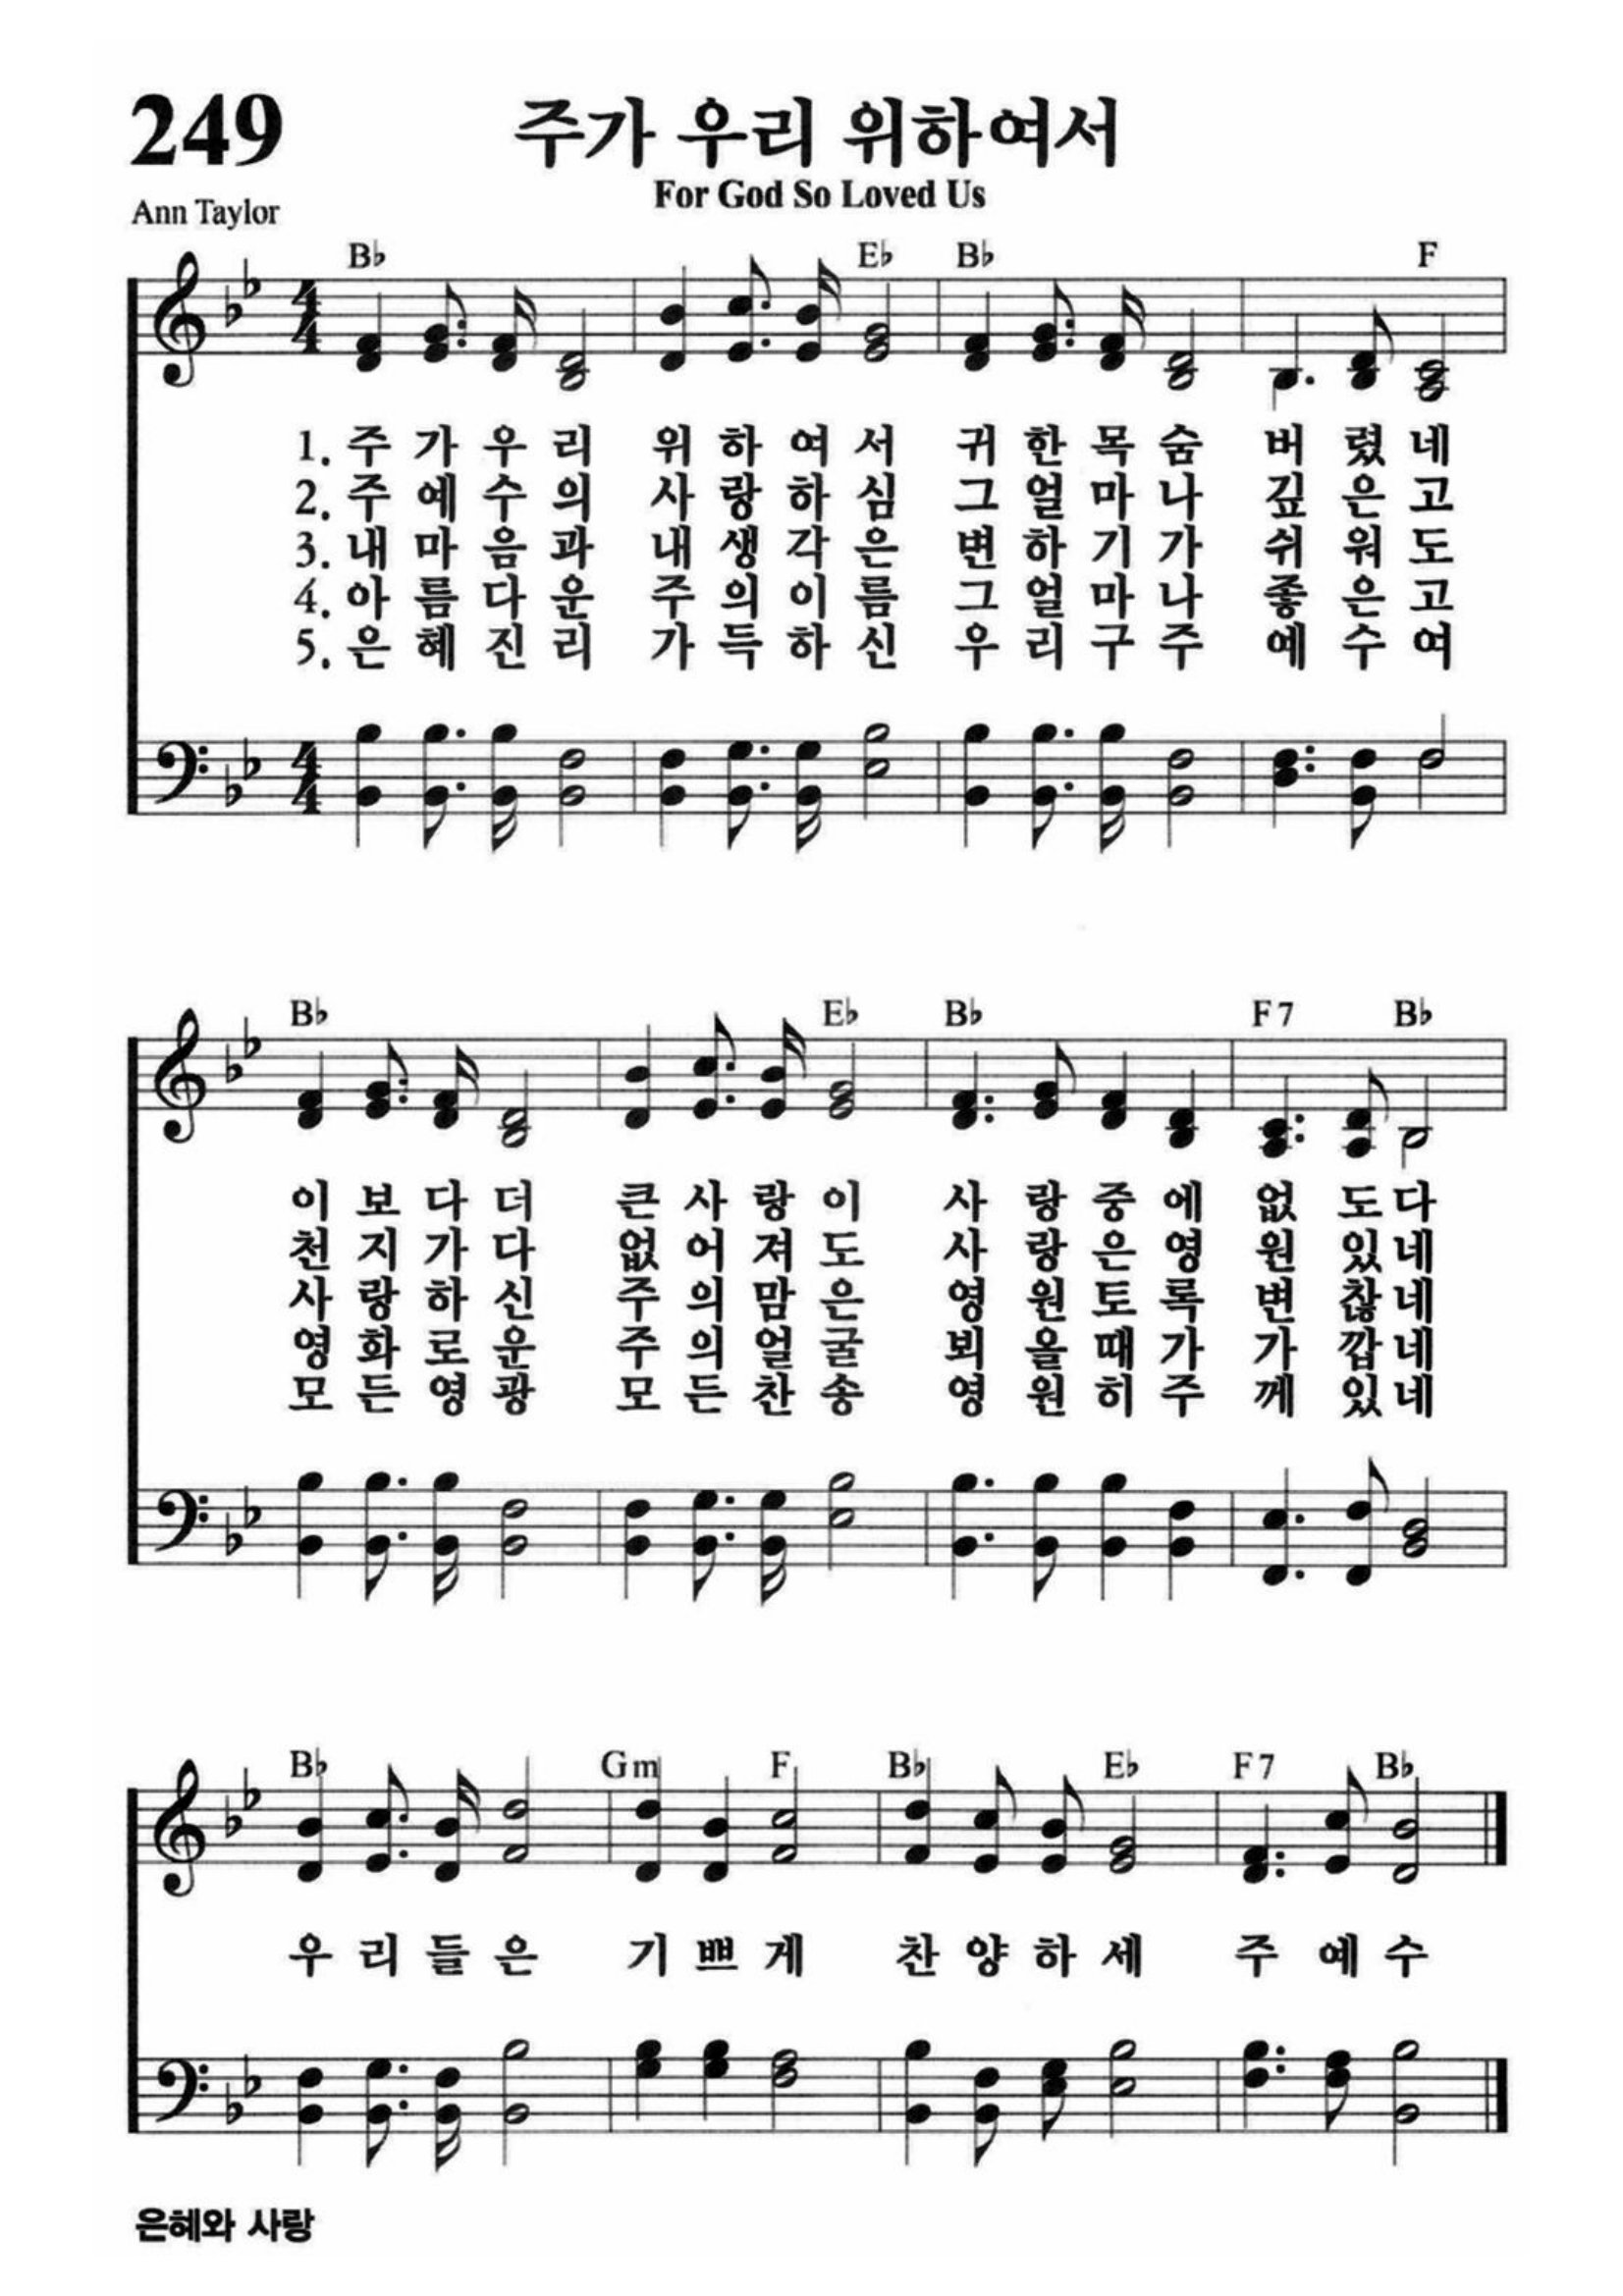 249
주가 우리 위하여서
For God So Loved Us
Ann Taylor
B♭ E♭ B♭ F
1. 주 가 우 리 위 하 여 서 귀 한 목 숨 버 렸 네
2. 주 예 수 의 사 랑 하 심 그 얼 마 나 깊 은 고
3. 내 마 음 과 내 생 각 은 변 하 기 가 쉬 워 도
4. 아 름 다 운 주 의 이 름 그 얼 마 나 좋 은 고
5. 은 혜 진 리 가 득 하 신 우 리 구 주 예 수 여
B♭ E♭ B♭ F7 B♭
이 보 다 더 큰 사 랑 이 사 랑 중 에 없 도 다
천 지 가 다 없 어 져 도 사 랑 은 영 원 있 네
사 랑 하 신 주 의 맘 은 영 원 토 록 변 찮 네
영 화 로 운 주 의 얼 굴 뵈 올 때 가 가 깝 네
모 든 영 광 모 든 찬 송 영 원 히 주 께 있 네
B♭ Gm F B♭ E♭ F7 B♭
우 리 들 은 기 쁘 게 찬 양 하 세 주 예 수
은혜와 사랑